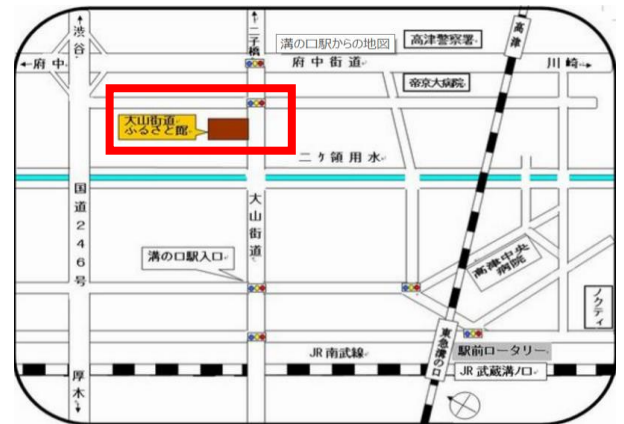 渋谷
二子橋
溝の口駅からの地図
高津警察署
高津
←府中
府中街道
川崎→
帝京大病院
大山街道
ふるさと館
二ケ領用水
国道246号
大山街道
溝の口駅入口
高津中央
病院
ノクティ
東急溝の口
駅前ロータリー
JR南武線
JR武蔵溝ノ口
厚木